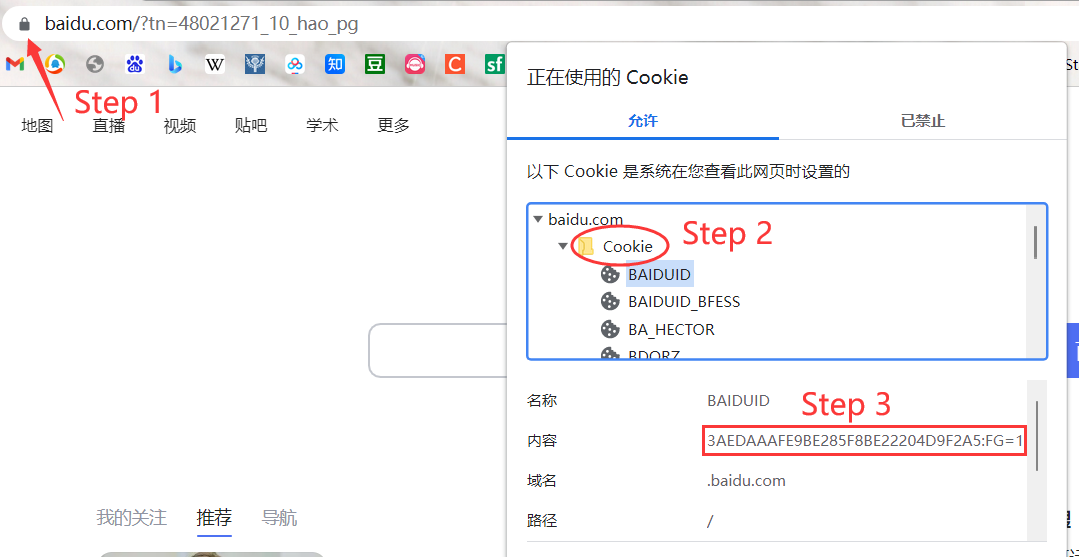 baidu.com/?tn=48021271_10_hao_pg
W
知
豆
C
sf
St
Step 1
地图 直播 视频 贴吧 学术 更多
正在使用的 Cookie
允许 已禁止
以下 Cookie 是系统在您查看此网页时设置的
baidu.com
Cookie
Step 2
BAIDUID
BAIDUID_BFESS
BA_HECTOR
BDORZ
名称 BAIDUID
Step 3
内容 3AEDAAAFE9BE285F8BE22204D9F2A5:FG=1
域名 .baidu.com
路径 /
我的关注 推荐 导航